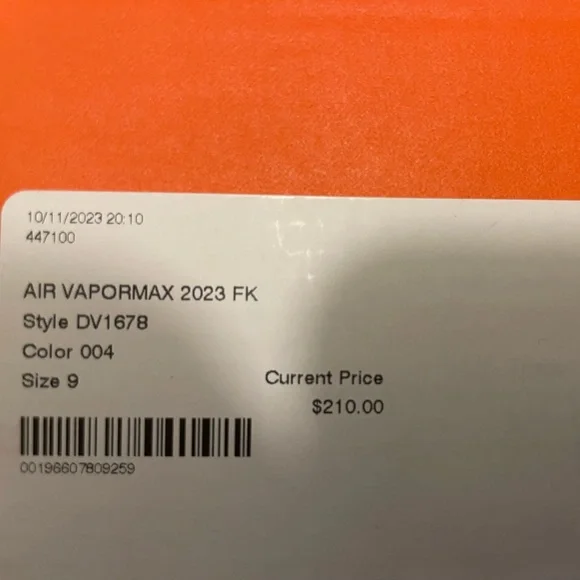 10/11/2023 20:10
447100
AIR VAPORMAX 2023 FK
Style DV1678
Color 004
Size 9
Current Price
$210.00
00196607809259